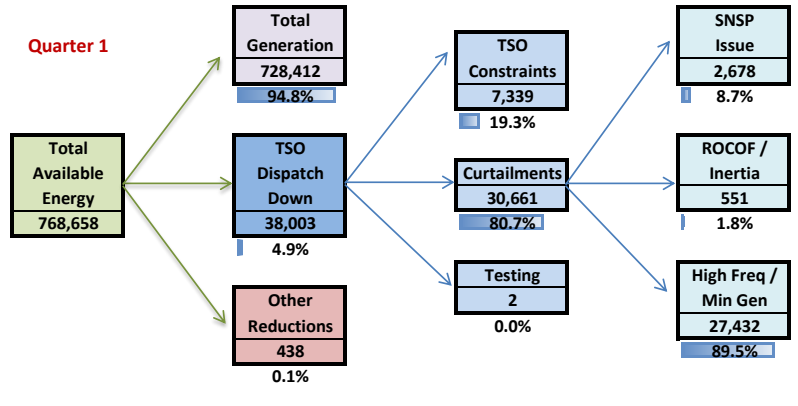 Quarter 1
Total
Available
Energy
768,658
Total
Generation
728,412
94.8%
TSO
Dispatch
Down
38,003
4.9%
Other
Reductions
438
0.1%
TSO
Constraints
7,339
19.3%
Curtailments
30,661
80.7%
Testing
2
0.0%
SNSP
Issue
2,678
8.7%
ROCOF /
Inertia
551
1.8%
High Freq /
Min Gen
27,432
89.5%